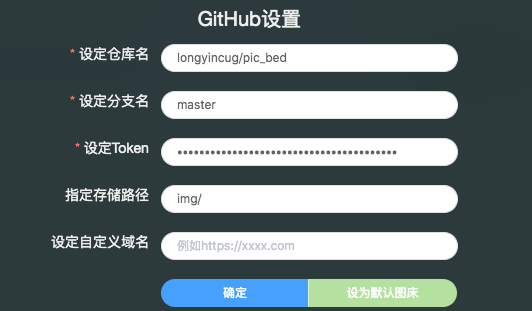 GitHub设置
* 设定仓库名 longyincug/pic_bed
* 设定分支名 master
* 设定Token ••••••••••••••••••••••••••••••••••••••••
指定存储路径 img/
设定自定义域名 例如https://xxxx.com
确定 设为默认图床